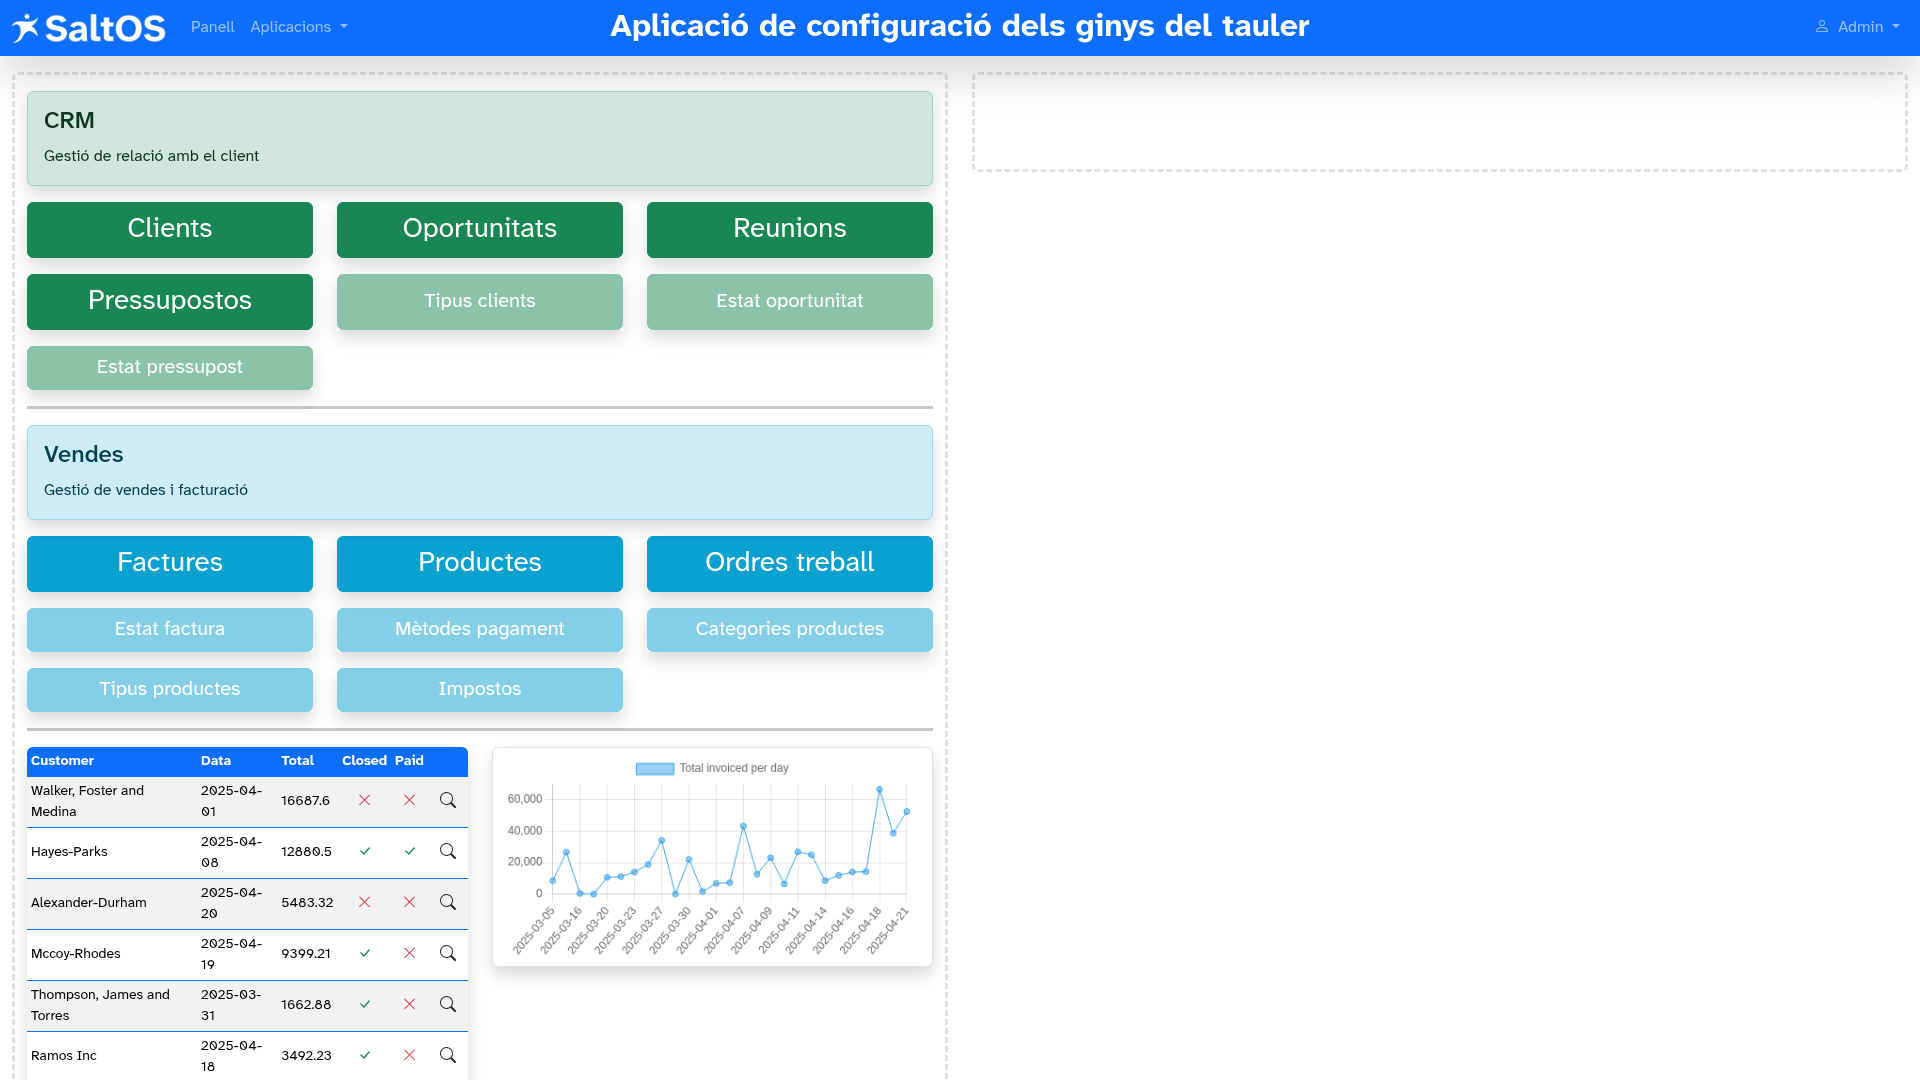 SaltOS
Panell
Aplicacions
Aplicació de configuració dels ginys del tauler
Admin
CRM
Gestió de relació amb el client
Clients
Oportunitats
Reunions
Pressupostos
Tipus clients
Estat oportunitat
Estat pressupost
Vendes
Gestió de vendes i facturació
Factures
Productes
Ordres treball
Estat factura
Mètodes pagament
Categories productes
Tipus productes
Impostos
Customer Data Total Closed Paid
Walker, Foster and
Medina
2025-04-
01
16687.6
Hayes-Parks
2025-04-
08
12880.5
Alexander-Durham
2025-04-
20
5483.32
Mccoy-Rhodes
2025-04-
19
9399.21
Thompson, James and
Torres
2025-03-
31
1662.88
Ramos Inc
2025-04-
18
3492.23
Total invoiced per day
60,000
40,000
20,000
0
2025-03-05
2025-03-16
2025-03-20
2025-03-23
2025-03-27
2025-03-30
2025-04-01
2025-04-07
2025-04-09
2025-04-11
2025-04-14
2025-04-16
2025-04-18
2025-04-21